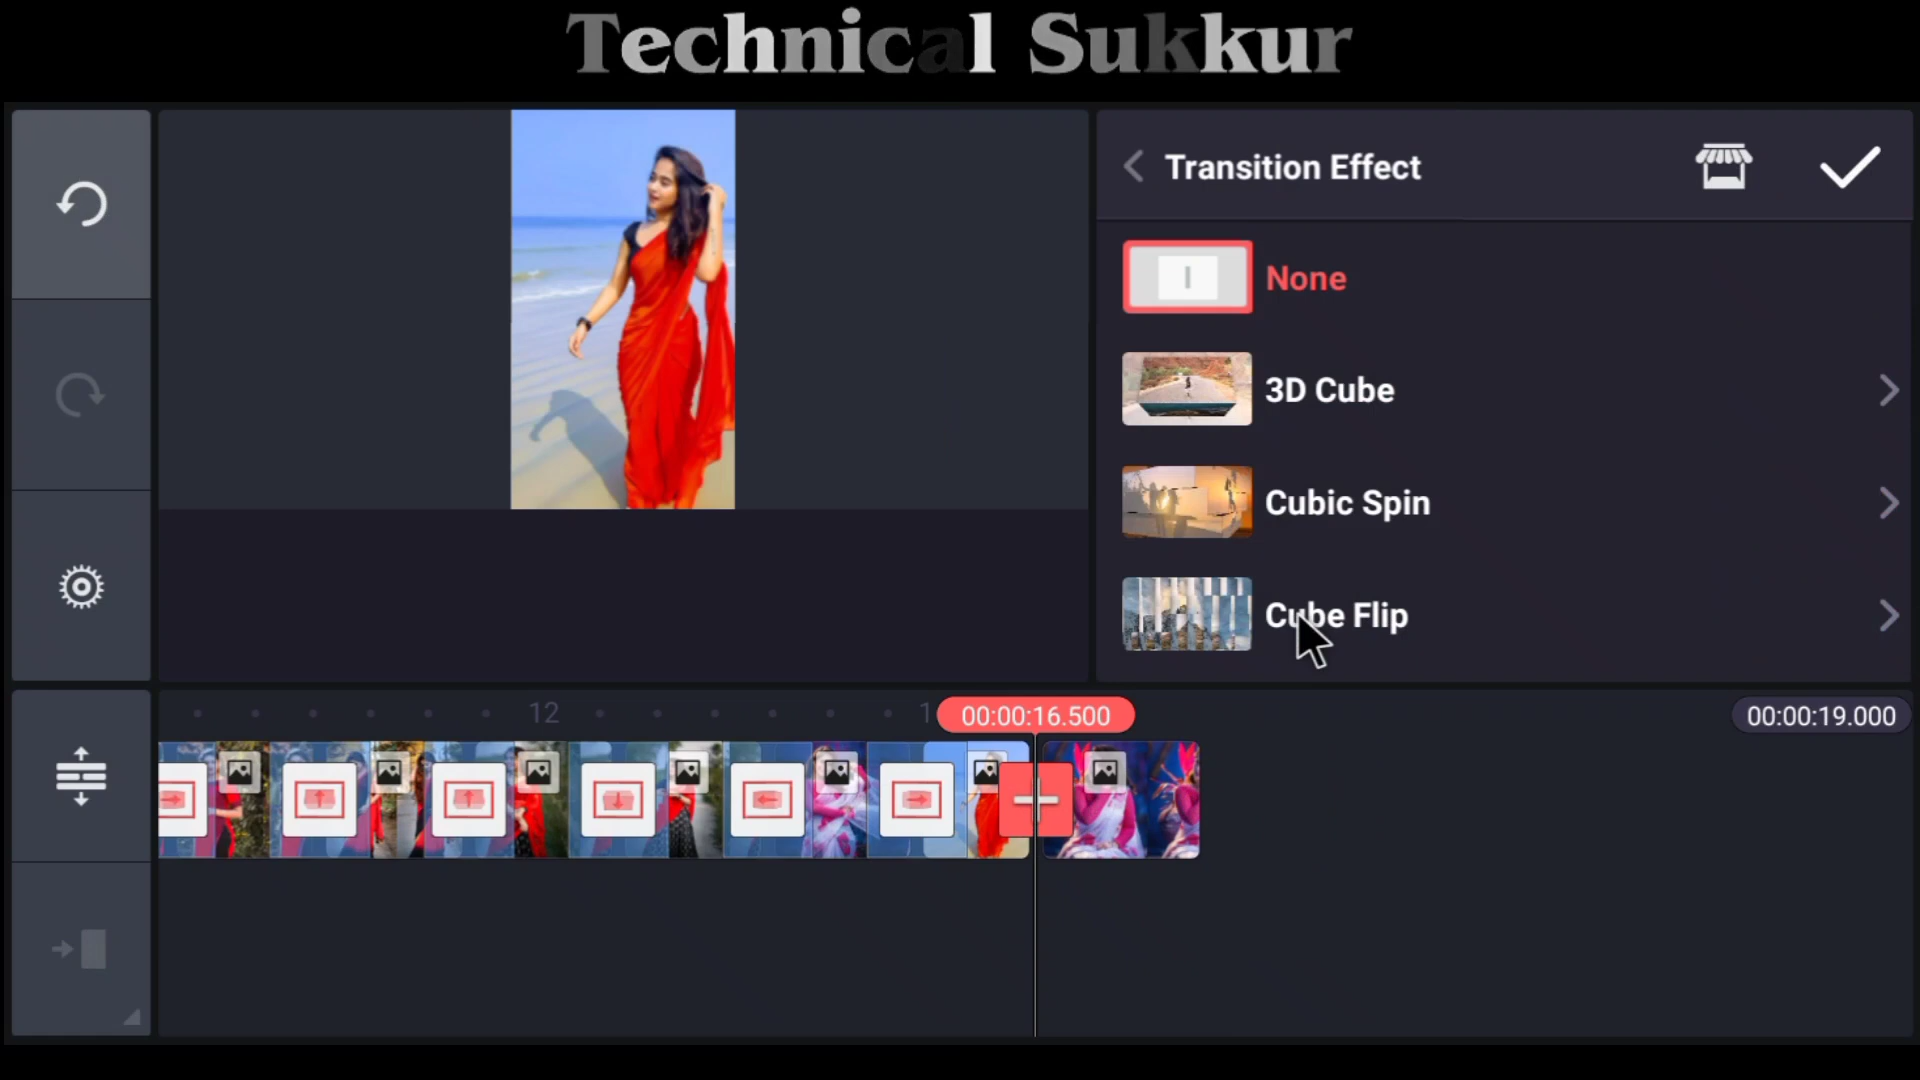 Technical Sukkur
Transition Effect
None
3D Cube
Cubic Spin
Cube Flip
12
1
00:00:16.500
00:00:19.000